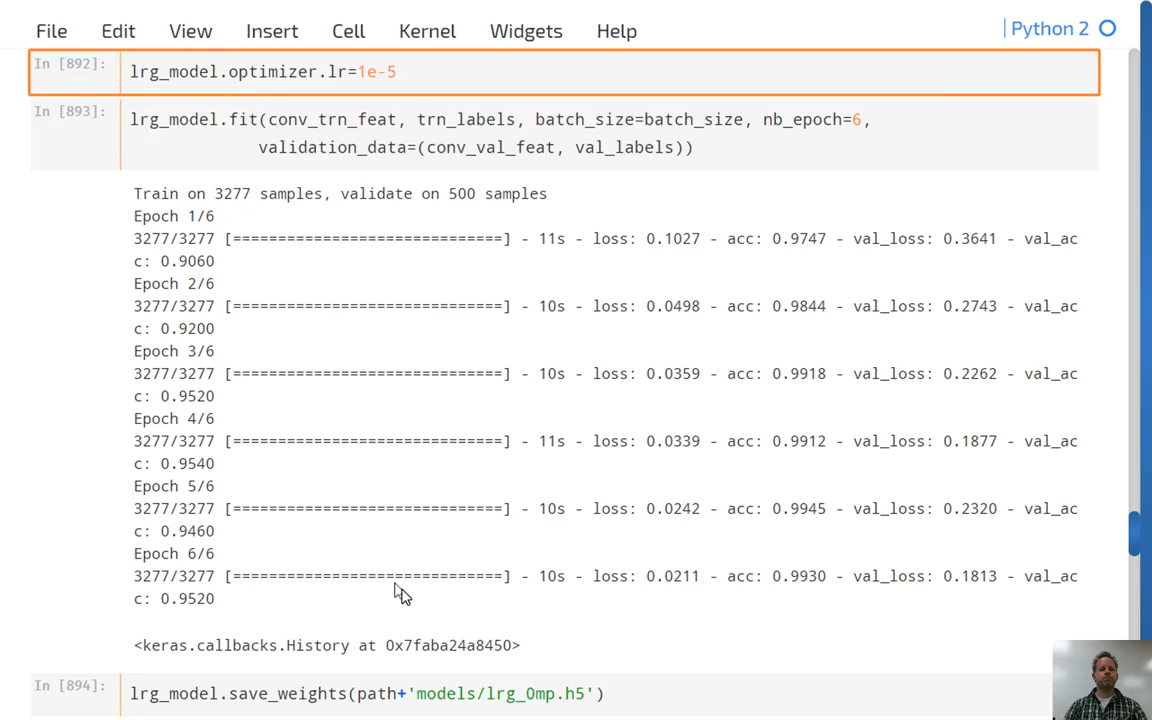 File Edit View Insert Cell Kernel Widgets Help Python 2
In [892]: lrg_model.optimizer.lr=1e-5
In [893]: lrg_model.fit(conv_trn_feat, trn_labels, batch_size=batch_size, nb_epoch=6,
validation_data=(conv_val_feat, val_labels))
Train on 3277 samples, validate on 500 samples
Epoch 1/6
3277/3277 [==============================] - 11s - loss: 0.1027 - acc: 0.9747 - val_loss: 0.3641 - val_ac
c: 0.9060
Epoch 2/6
3277/3277 [==============================] - 10s - loss: 0.0498 - acc: 0.9844 - val_loss: 0.2743 - val_ac
c: 0.9200
Epoch 3/6
3277/3277 [==============================] - 10s - loss: 0.0359 - acc: 0.9918 - val_loss: 0.2262 - val_ac
c: 0.9520
Epoch 4/6
3277/3277 [==============================] - 11s - loss: 0.0339 - acc: 0.9912 - val_loss: 0.1877 - val_ac
c: 0.9540
Epoch 5/6
3277/3277 [==============================] - 10s - loss: 0.0242 - acc: 0.9945 - val_loss: 0.2320 - val_ac
c: 0.9460
Epoch 6/6
3277/3277 [==============================] - 10s - loss: 0.0211 - acc: 0.9930 - val_loss: 0.1813 - val_ac
c: 0.9520
<keras.callbacks.History at 0x7faba24a8450>
In [894]: lrg_model.save_weights(path+'models/lrg_0mp.h5')